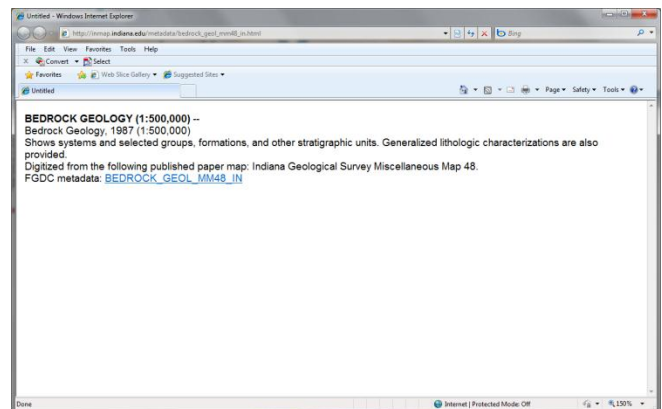 Untitled - Windows Internet Explorer
http://inmap.indiana.edu/metadata/bedrock_geol_mm48_in.html
Bing
File Edit View Favorites Tools Help
x Convert Select
Favorites Web Slice Gallery Suggested Sites
Untitled
Page Safety Tools
BEDROCK GEOLOGY (1:500,000) --
Bedrock Geology, 1987 (1:500,000)
Shows systems and selected groups, formations, and other stratigraphic units. Generalized lithologic characterizations are also
provided.
Digitized from the following published paper map: Indiana Geological Survey Miscellaneous Map 48.
FGDC metadata: BEDROCK_GEOL_MM48_IN
Done
Internet | Protected Mode: Off
150%